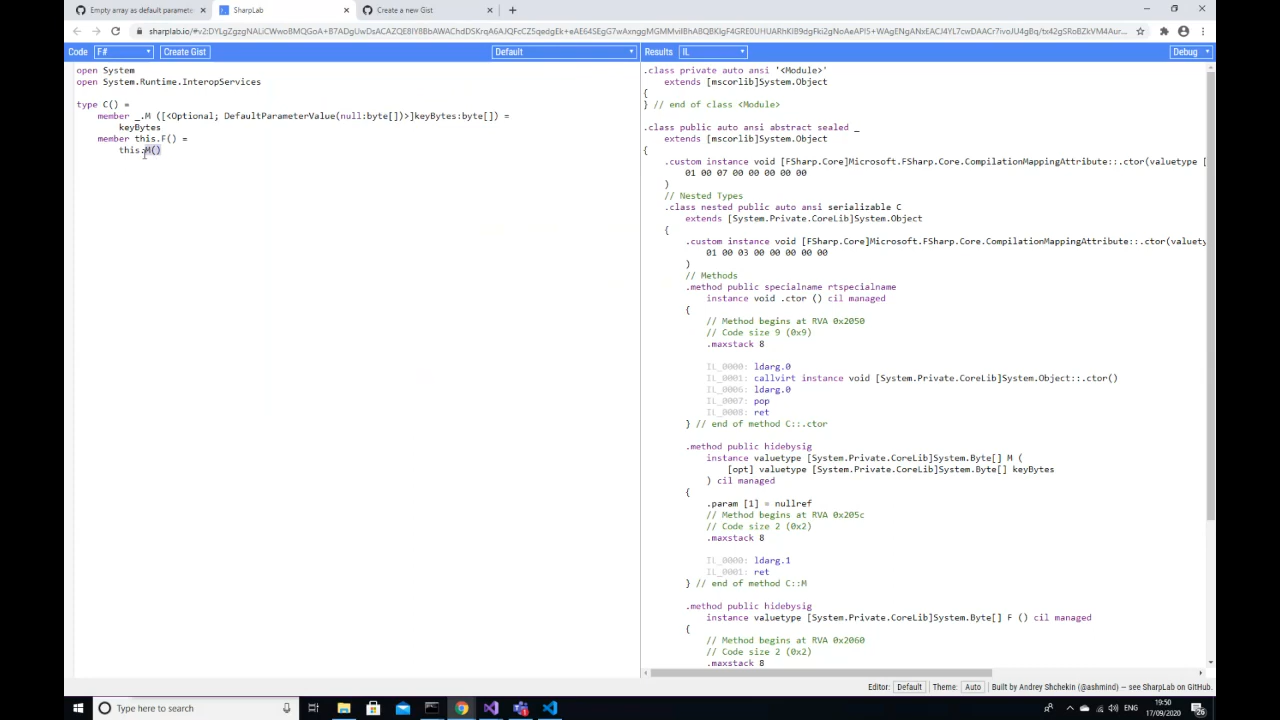 Empty array as default paramete
SharpLab
Create a new Gist
Code
F#
Create Gist
Default
Results
IL
Debug
open System
open System.Runtime.InteropServices
type C() =
member _.M ([<Optional; DefaultParameterValue(null:byte[])>]keyBytes:byte[]) =
keyBytes
member this.F() =
this.M()
.class private auto ansi '<Module>'
extends [mscorlib]System.Object
{
} // end of class <Module>
.class public auto ansi abstract sealed _
extends [mscorlib]System.Object
{
.custom instance void [FSharp.Core]Microsoft.FSharp.Core.CompilationMappingAttribute::.ctor(valuetype [
01 00 07 00 00 00 00 00
)
// Nested Types
.class nested public auto ansi serializable C
extends [System.Private.CoreLib]System.Object
{
.custom instance void [FSharp.Core]Microsoft.FSharp.Core.CompilationMappingAttribute::.ctor(valuety
01 00 03 00 00 00 00 00
)
// Methods
.method public specialname rtspecialname
instance void .ctor () cil managed
{
// Method begins at RVA 0x2050
// Code size 9 (0x9)
.maxstack 8
IL_0000: ldarg.0
IL_0001: callvirt instance void [System.Private.CoreLib]System.Object::.ctor()
IL_0006: ldarg.0
IL_0007: pop
IL_0008: ret
} // end of method C::.ctor
.method public hidebysig
instance valuetype [System.Private.CoreLib]System.Byte[] M (
[opt] valuetype [System.Private.CoreLib]System.Byte[] keyBytes
) cil managed
{
.param [1] = nullref
// Method begins at RVA 0x205c
// Code size 2 (0x2)
.maxstack 8
IL_0000: ldarg.1
IL_0001: ret
} // end of method C::M
.method public hidebysig
instance valuetype [System.Private.CoreLib]System.Byte[] F () cil managed
{
// Method begins at RVA 0x2060
// Code size 2 (0x2)
.maxstack 8
Editor: Default Theme: Auto Built by Andrey Shchekin (@ashmind) — see SharpLab on GitHub.
Type here to search
19:50
17/09/2020